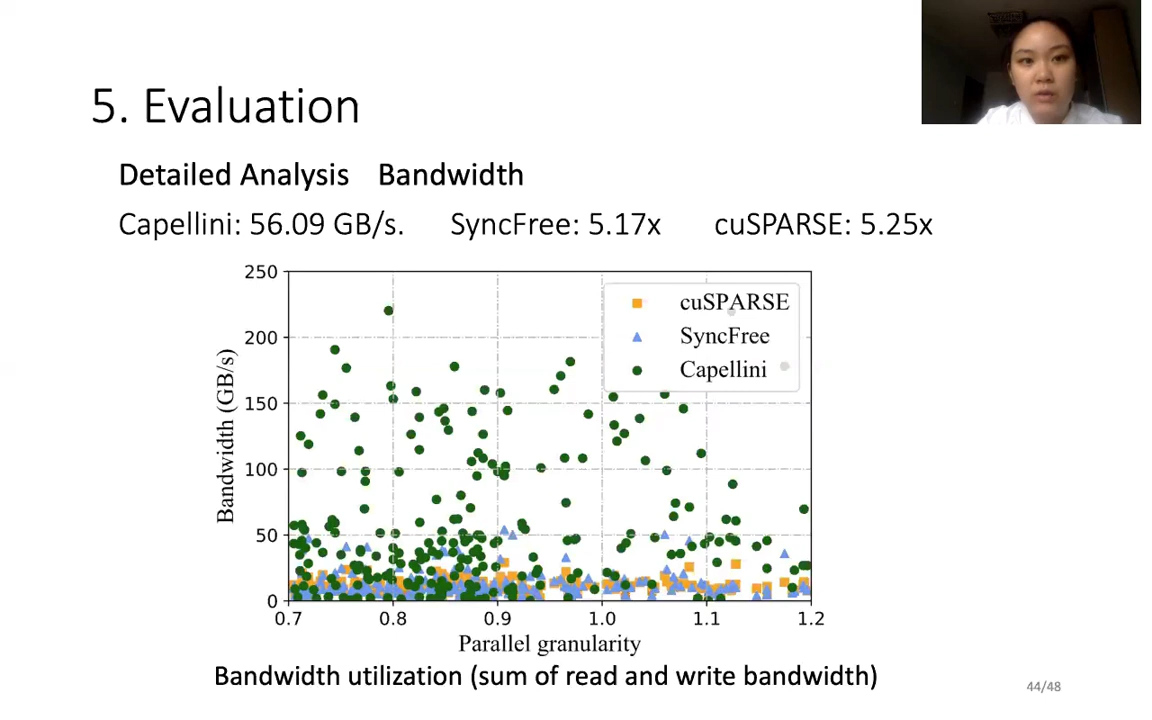 5. Evaluation
Detailed Analysis Bandwidth
Capellini: 56.09 GB/s. SyncFree: 5.17x cuSPARSE: 5.25x
250
200
150
100
50
0
Bandwidth (GB/s)
cuSPARSE
SyncFree
Capellini
0.7 0.8 0.9 1.0 1.1 1.2
Parallel granularity
Bandwidth utilization (sum of read and write bandwidth)
44/48